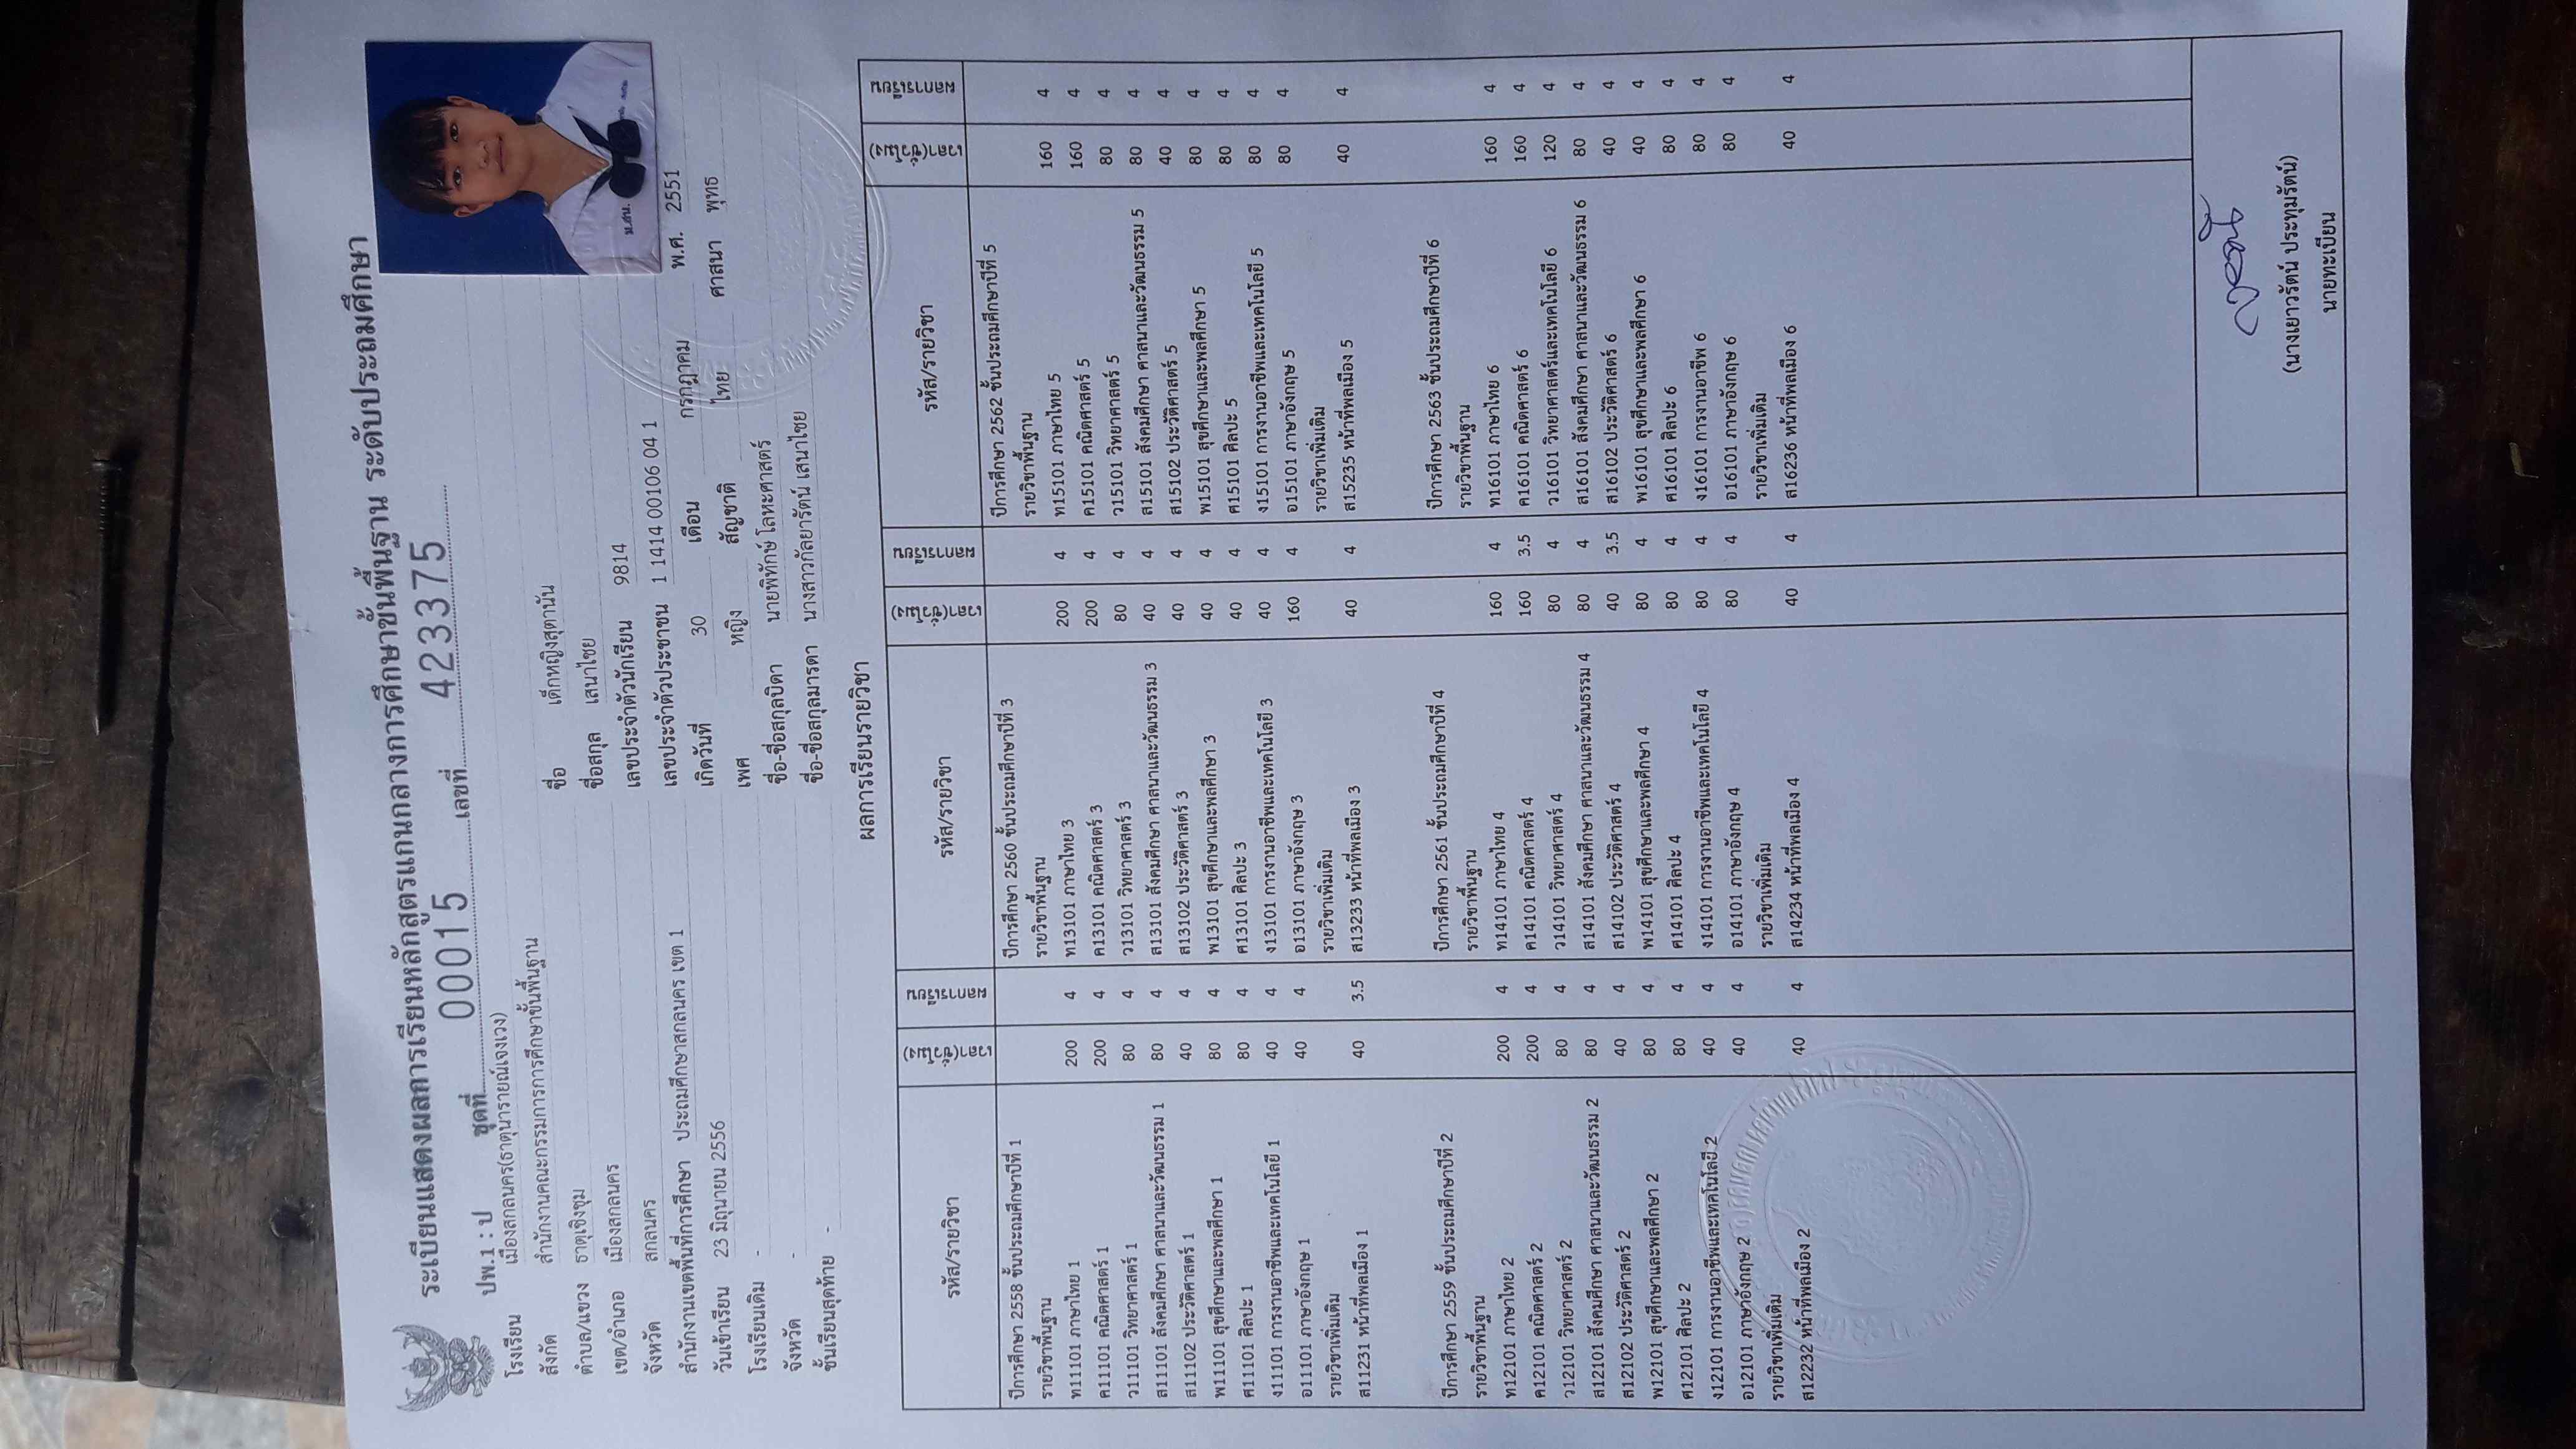 ระเบียนแสดงผลการเรียนหลักสูตรแกนกลางการศึกษาขั้นพื้นฐาน ระดับประถมศึกษา
ปพ.1 : ป ชุดที่ 00015 เลขที่ 423375
โรงเรียน เมืองสกลนคร(ธาตุนารายณ์เจงเวง)
สังกัด สำนักงานคณะกรรมการการศึกษาขั้นพื้นฐาน
ตำบล/แขวง ธาตุเชิงชุม
เขต/อำเภอ เมืองสกลนคร
จังหวัด สกลนคร
สำนักงานเขตพื้นที่การศึกษา ประถมศึกษาสกลนคร เขต 1
วันเข้าเรียน 23 มิถุนายน 2556
โรงเรียนเดิม -
จังหวัด -
ชั้นเรียนสุดท้าย -
ชื่อ เด็กหญิงสุตานัน
ชื่อสกุล เสนาไชย
เลขประจำตัวนักเรียน 9814
เลขประจำตัวประชาชน 1 1414 00106 04 1
เกิดวันที่ 30 เดือน กรกฎาคม พ.ศ. 2551
เพศ หญิง สัญชาติ ไทย ศาสนา พุทธ
ชื่อ-ชื่อสกุลบิดา นายพิทักษ์ โลหะศาสตร์
ชื่อ-ชื่อสกุลมารดา นางสาวกัลยารัตน์ เสนาไชย
ม.สน.
ผลการเรียนรายวิชา
รหัส/รายวิชา เวลา(ชั่วโมง) ผลการเรียน
ปีการศึกษา 2558 ชั้นประถมศึกษาปีที่ 1
รายวิชาพื้นฐาน
ท11101 ภาษาไทย 1 200 4
ค11101 คณิตศาสตร์ 1 200 4
ว11101 วิทยาศาสตร์ 1 80 4
ส11101 สังคมศึกษา ศาสนาและวัฒนธรรม 1 80 4
ส11102 ประวัติศาสตร์ 1 40 4
พ11101 สุขศึกษาและพลศึกษา 1 80 4
ศ11101 ศิลปะ 1 80 4
ง11101 การงานอาชีพและเทคโนโลยี 1 40 4
อ11101 ภาษาอังกฤษ 1 40 4
รายวิชาเพิ่มเติม
ส11231 หน้าที่พลเมือง 1 40 3.5
ปีการศึกษา 2559 ชั้นประถมศึกษาปีที่ 2
รายวิชาพื้นฐาน
ท12101 ภาษาไทย 2 200 4
ค12101 คณิตศาสตร์ 2 200 4
ว12101 วิทยาศาสตร์ 2 80 4
ส12101 สังคมศึกษา ศาสนาและวัฒนธรรม 2 80 4
ส12102 ประวัติศาสตร์ 2 40 4
พ12101 สุขศึกษาและพลศึกษา 2 80 4
ศ12101 ศิลปะ 2 80 4
ง12101 การงานอาชีพและเทคโนโลยี 2 40 4
อ12101 ภาษาอังกฤษ 2 40 4
รายวิชาเพิ่มเติม
ส12232 หน้าที่พลเมือง 2 40 4
รหัส/รายวิชา เวลา(ชั่วโมง) ผลการเรียน
ปีการศึกษา 2560 ชั้นประถมศึกษาปีที่ 3
รายวิชาพื้นฐาน
ท13101 ภาษาไทย 3 200 4
ค13101 คณิตศาสตร์ 3 200 4
ว13101 วิทยาศาสตร์ 3 80 4
ส13101 สังคมศึกษา ศาสนาและวัฒนธรรม 3 40 4
ส13102 ประวัติศาสตร์ 3 40 4
พ13101 สุขศึกษาและพลศึกษา 3 40 4
ศ13101 ศิลปะ 3 40 4
ง13101 การงานอาชีพและเทคโนโลยี 3 40 4
อ13101 ภาษาอังกฤษ 3 160 4
รายวิชาเพิ่มเติม
ส13233 หน้าที่พลเมือง 3 40 4
ปีการศึกษา 2561 ชั้นประถมศึกษาปีที่ 4
รายวิชาพื้นฐาน
ท14101 ภาษาไทย 4 160 4
ค14101 คณิตศาสตร์ 4 160 3.5
ว14101 วิทยาศาสตร์ 4 80 4
ส14101 สังคมศึกษา ศาสนาและวัฒนธรรม 4 80 4
ส14102 ประวัติศาสตร์ 4 40 3.5
พ14101 สุขศึกษาและพลศึกษา 4 80 4
ศ14101 ศิลปะ 4 80 4
ง14101 การงานอาชีพและเทคโนโลยี 4 80 4
อ14101 ภาษาอังกฤษ 4 80 4
รายวิชาเพิ่มเติม
ส14234 หน้าที่พลเมือง 4 40 4
รหัส/รายวิชา เวลา(ชั่วโมง) ผลการเรียน
ปีการศึกษา 2562 ชั้นประถมศึกษาปีที่ 5
รายวิชาพื้นฐาน
ท15101 ภาษาไทย 5 160 4
ค15101 คณิตศาสตร์ 5 160 4
ว15101 วิทยาศาสตร์ 5 80 4
ส15101 สังคมศึกษา ศาสนาและวัฒนธรรม 5 80 4
ส15102 ประวัติศาสตร์ 5 40 4
พ15101 สุขศึกษาและพลศึกษา 5 80 4
ศ15101 ศิลปะ 5 80 4
ง15101 การงานอาชีพและเทคโนโลยี 5 80 4
อ15101 ภาษาอังกฤษ 5 80 4
รายวิชาเพิ่มเติม
ส15235 หน้าที่พลเมือง 5 40 4
ปีการศึกษา 2563 ชั้นประถมศึกษาปีที่ 6
รายวิชาพื้นฐาน
ท16101 ภาษาไทย 6 160 4
ค16101 คณิตศาสตร์ 6 160 4
ว16101 วิทยาศาสตร์และเทคโนโลยี 6 120 4
ส16101 สังคมศึกษา ศาสนาและวัฒนธรรม 6 80 4
ส16102 ประวัติศาสตร์ 6 40 4
พ16101 สุขศึกษาและพลศึกษา 6 40 4
ศ16101 ศิลปะ 6 80 4
ง16101 การงานอาชีพ 6 80 4
อ16101 ภาษาอังกฤษ 6 80 4
รายวิชาเพิ่มเติม
ส16236 หน้าที่พลเมือง 6 40 4
(นางเยาวรัตน์ ประทุมรัตน์)
นายทะเบียน